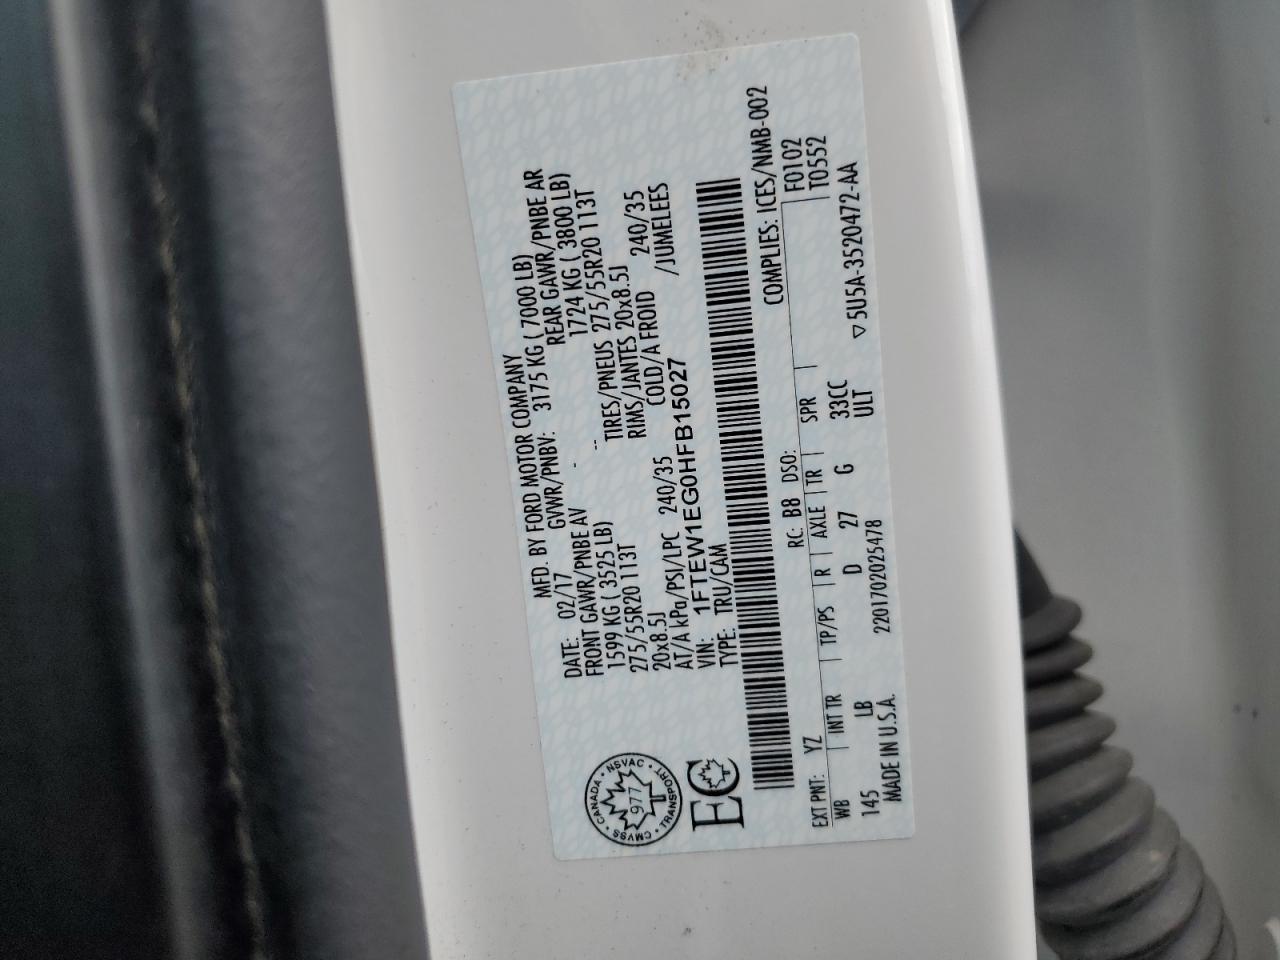 MFD. BY FORD MOTOR COMPANY
DATE: 02/17 GVWR/PNBV: 3175 KG ( 7000 LB)
FRONT GAWR/PNBE AV - REAR GAWR/PNBE AR
1599 KG ( 3525 LB) -- 1724 KG ( 3800 LB)
275/55R20 113T TIRES/PNEUS 275/55R20 113T
20x8.5J RIMS/JANTES 20x8.5J
AT/A kPa/PSI/LPC 240/35 COLD/A FROID 240/35
VIN: 1FTEW1EG0HFB15027 /JUMELEES
TYPE: TRU/CAM
COMPLIES: ICES/NMB-002
CANADA • NSVAC • TRANSPORT • CMVSS •
977
EC
EXT PNT: YZ RC: B8 DSO: F0102
WB INT TR TP/PS R AXLE TR SPR T0552
145 LB D 27 G 33CC
ULT
MADE IN U.S.A. 2201702025478 ▽5U5A-3520472-AA